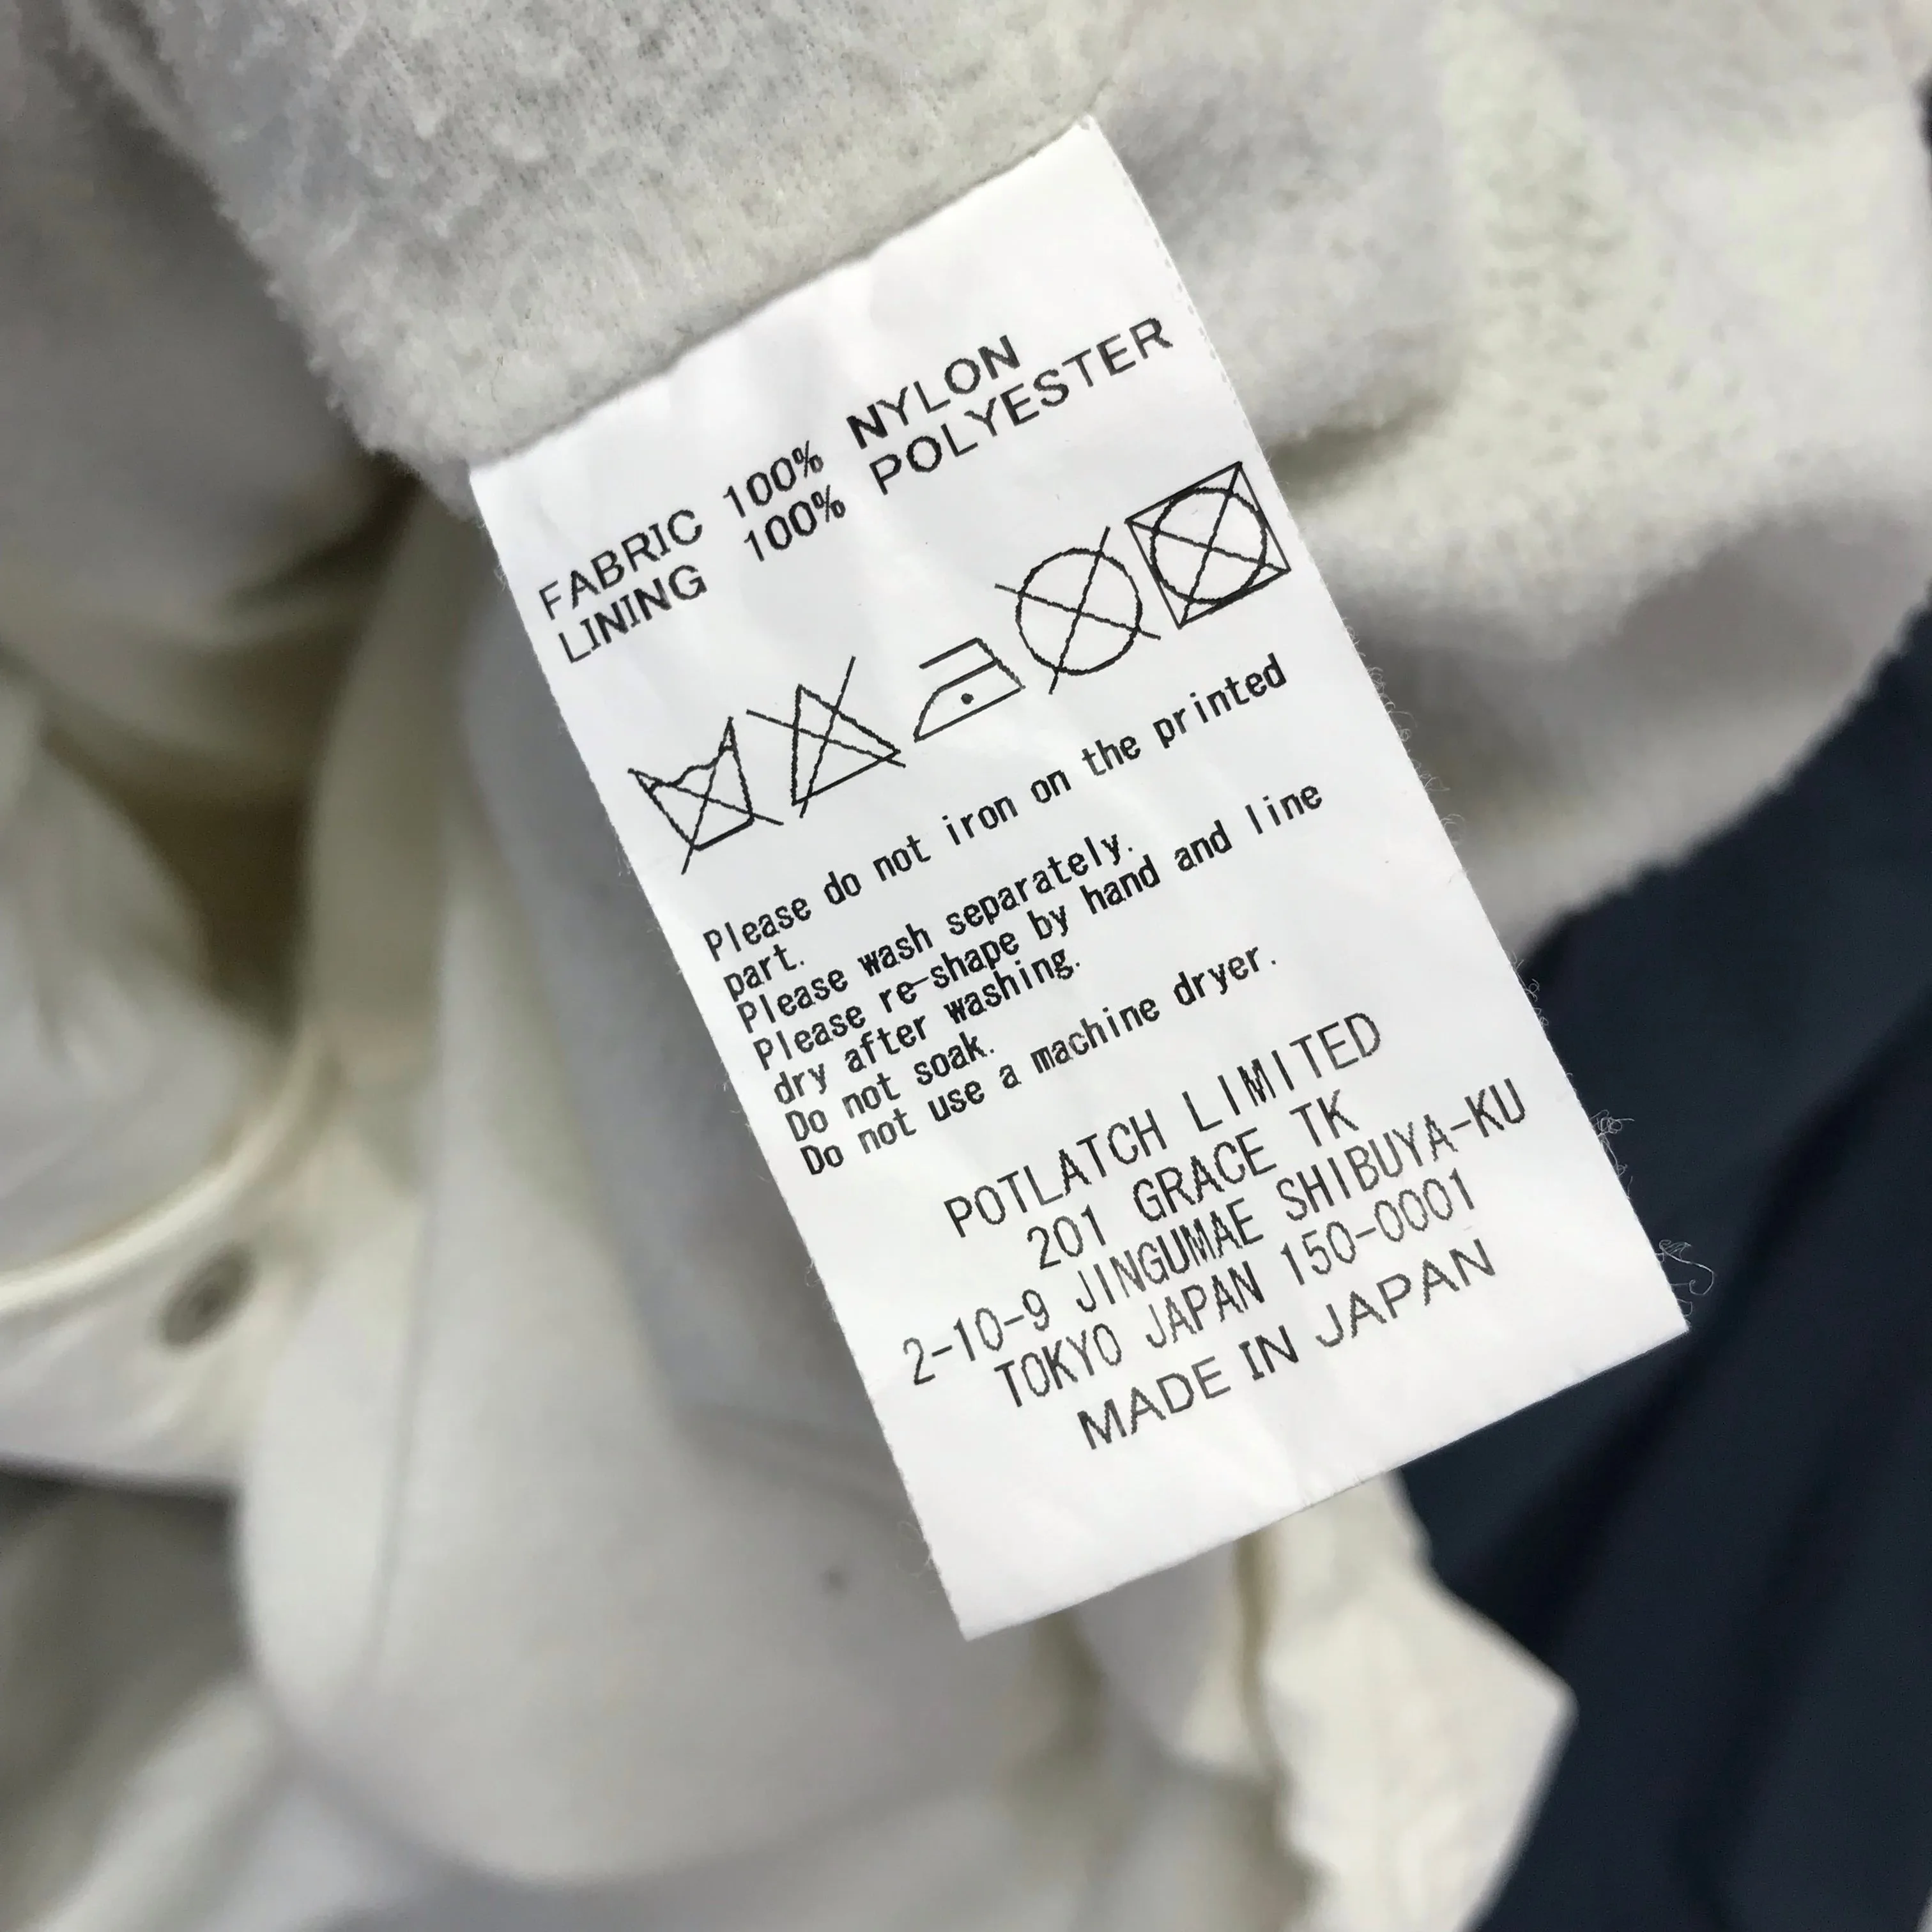 FABRIC 100% NYLON
LINING 100% POLYESTER
Please do not iron on the printed
part.
Please wash separately.
Please re-shape by hand and line
dry after washing.
Do not soak.
Do not use a machine dryer.
POTLATCH LIMITED
201 GRACE TK
2-10-9 JINGUMAE SHIBUYA-KU
TOKYO JAPAN 150-0001
MADE IN JAPAN